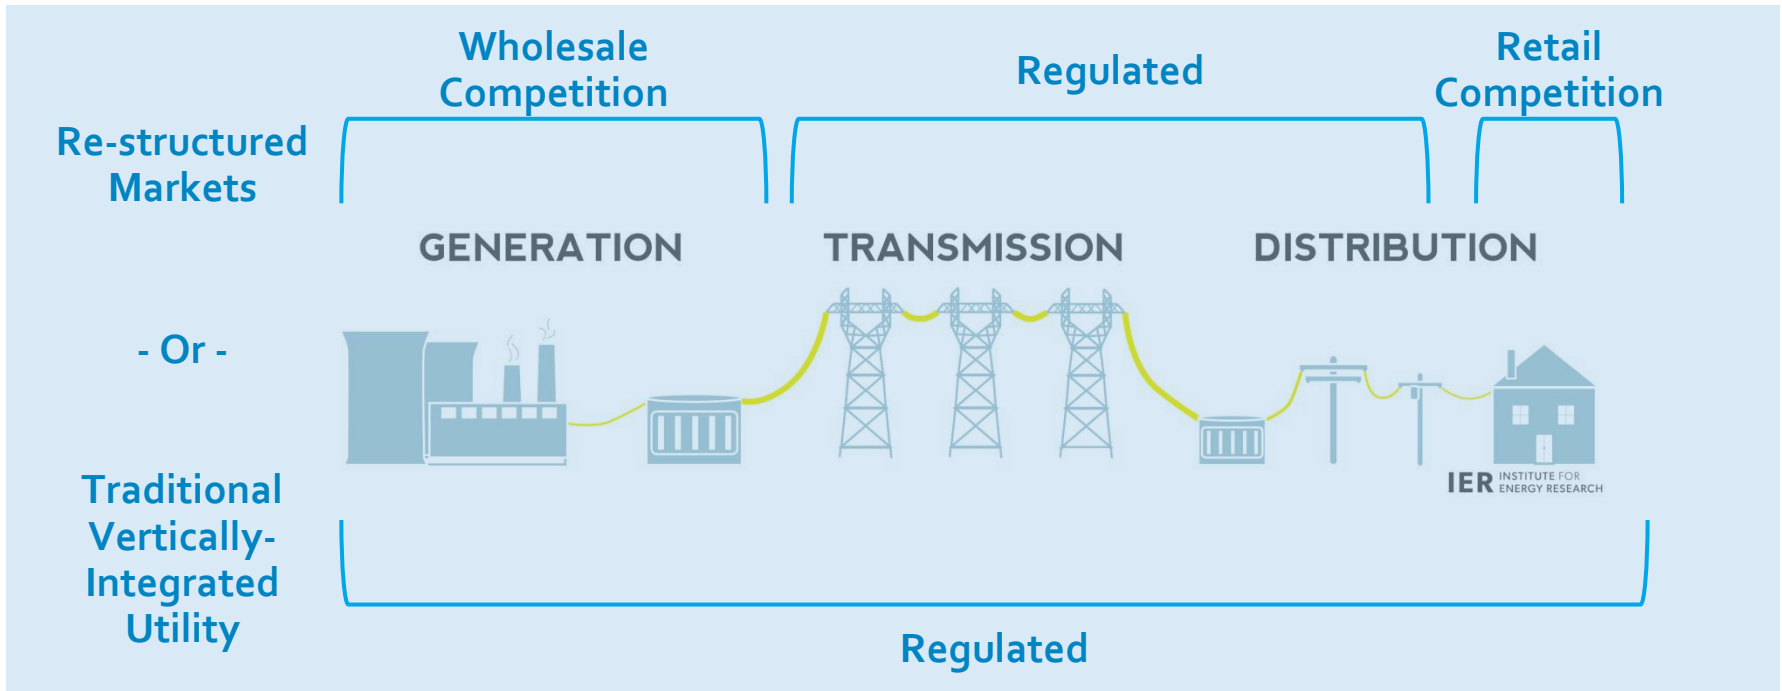 Wholesale
Competition
Regulated
Retail
Competition
Re-structured
Markets
GENERATION
TRANSMISSION
DISTRIBUTION
- Or -
IER INSTITUTE FOR
ENERGY RESEARCH
Traditional
Vertically-
Integrated
Utility
Regulated